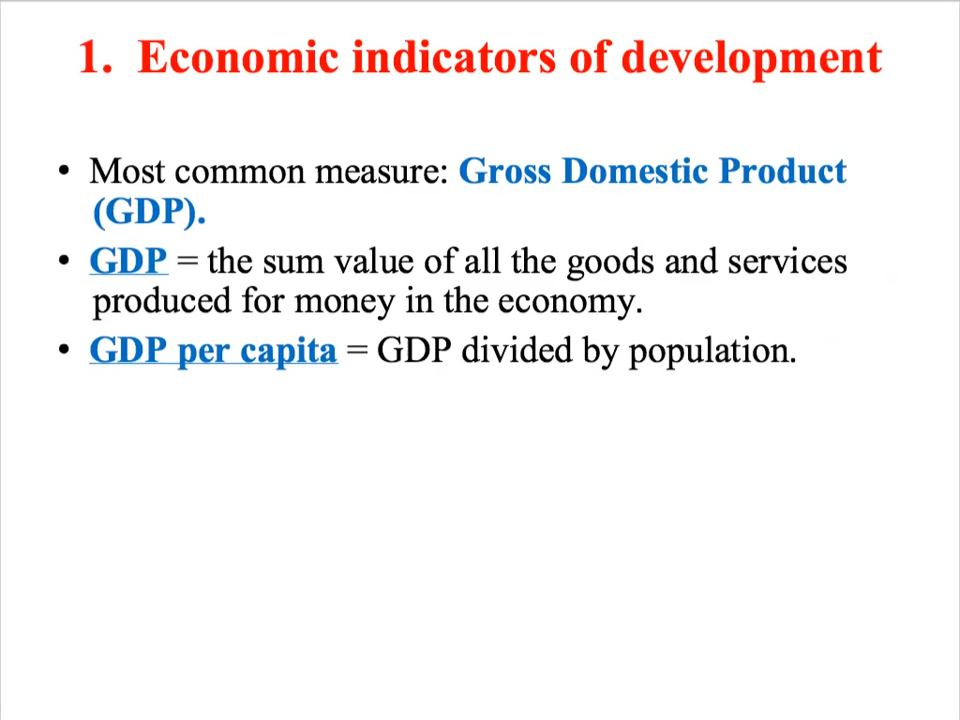 1. Economic indicators of development
• Most common measure: Gross Domestic Product
(GDP).
• GDP = the sum value of all the goods and services
produced for money in the economy.
• GDP per capita = GDP divided by population.